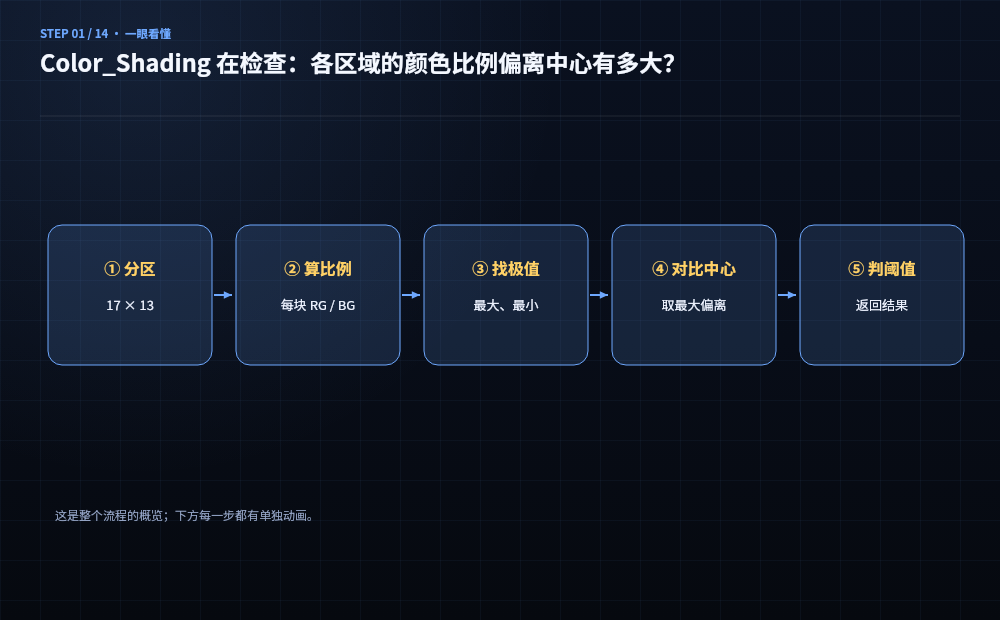 STEP 01 / 14 • 一眼看懂
Color_Shading 在检查：各区域的颜色比例偏离中心有多大？
① 分区
17 × 13
② 算比例
每块 RG / BG
③ 找极值
最大、最小
④ 对比中心
取最大偏离
⑤ 判阈值
返回结果
这是整个流程的概览；下方每一步都有单独动画。